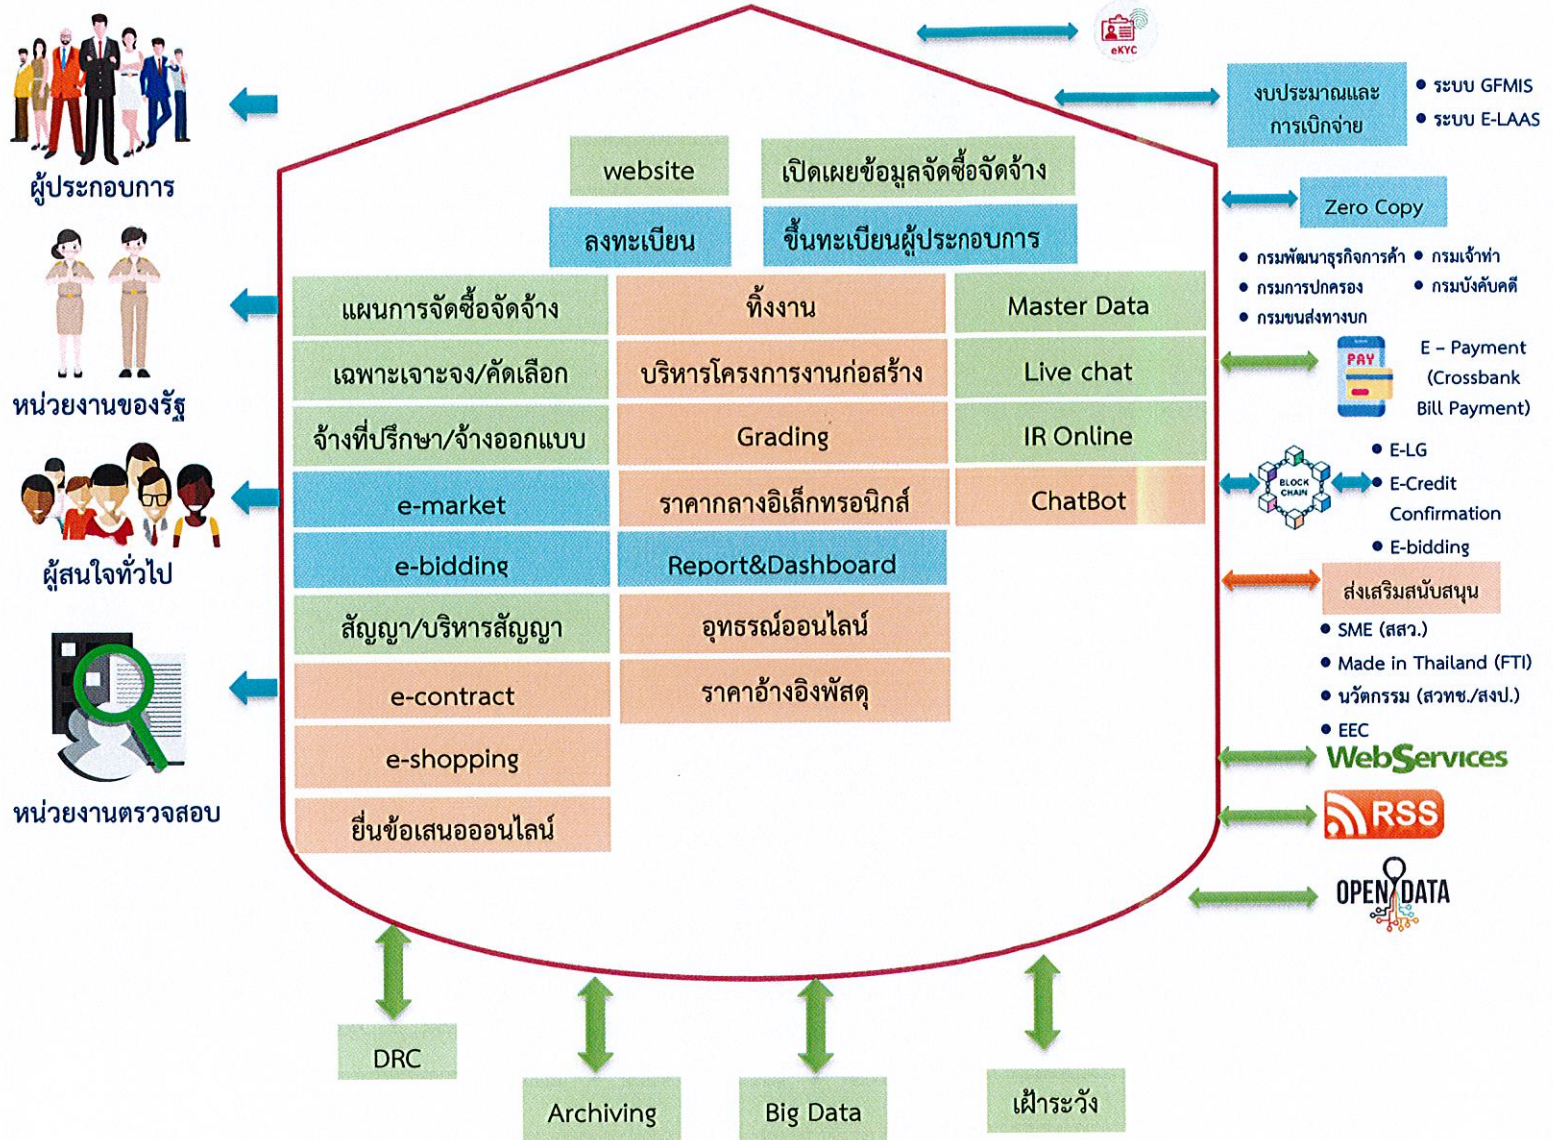 eKYC
งบประมาณและ
การเบิกจ่าย
• ระบบ GFMIS
• ระบบ E-LAAS
ผู้ประกอบการ
website
เปิดเผยข้อมูลจัดซื้อจัดจ้าง
Zero Copy
ลงทะเบียน
ขึ้นทะเบียนผู้ประกอบการ
• กรมพัฒนาธุรกิจการค้า • กรมเจ้าท่า
• กรมการปกครอง • กรมบังคับคดี
• กรมขนส่งทางบก
หน่วยงานของรัฐ
แผนการจัดซื้อจัดจ้าง
ทิ้งงาน
Master Data
เฉพาะเจาะจง/คัดเลือก
บริหารโครงการงานก่อสร้าง
Live chat
PAY
E – Payment
(Crossbank
Bill Payment)
จ้างที่ปรึกษา/จ้างออกแบบ
Grading
IR Online
e-market
ราคากลางอิเล็กทรอนิกส์
ChatBot
BLOCK
CHAIN
• E-LG
• E-Credit
Confirmation
• E-bidding
ผู้สนใจทั่วไป
e-bidding
Report&Dashboard
ส่งเสริมสนับสนุน
สัญญา/บริหารสัญญา
อุทธรณ์ออนไลน์
• SME (สสว.)
• Made in Thailand (FTI)
• นวัตกรรม (สวทช./สงป.)
• EEC
e-contract
ราคาอ้างอิงพัสดุ
e-shopping
WebServices
หน่วยงานตรวจสอบ
ยื่นข้อเสนอออนไลน์
RSS
OPEN DATA
DRC
Archiving
Big Data
เฝ้าระวัง